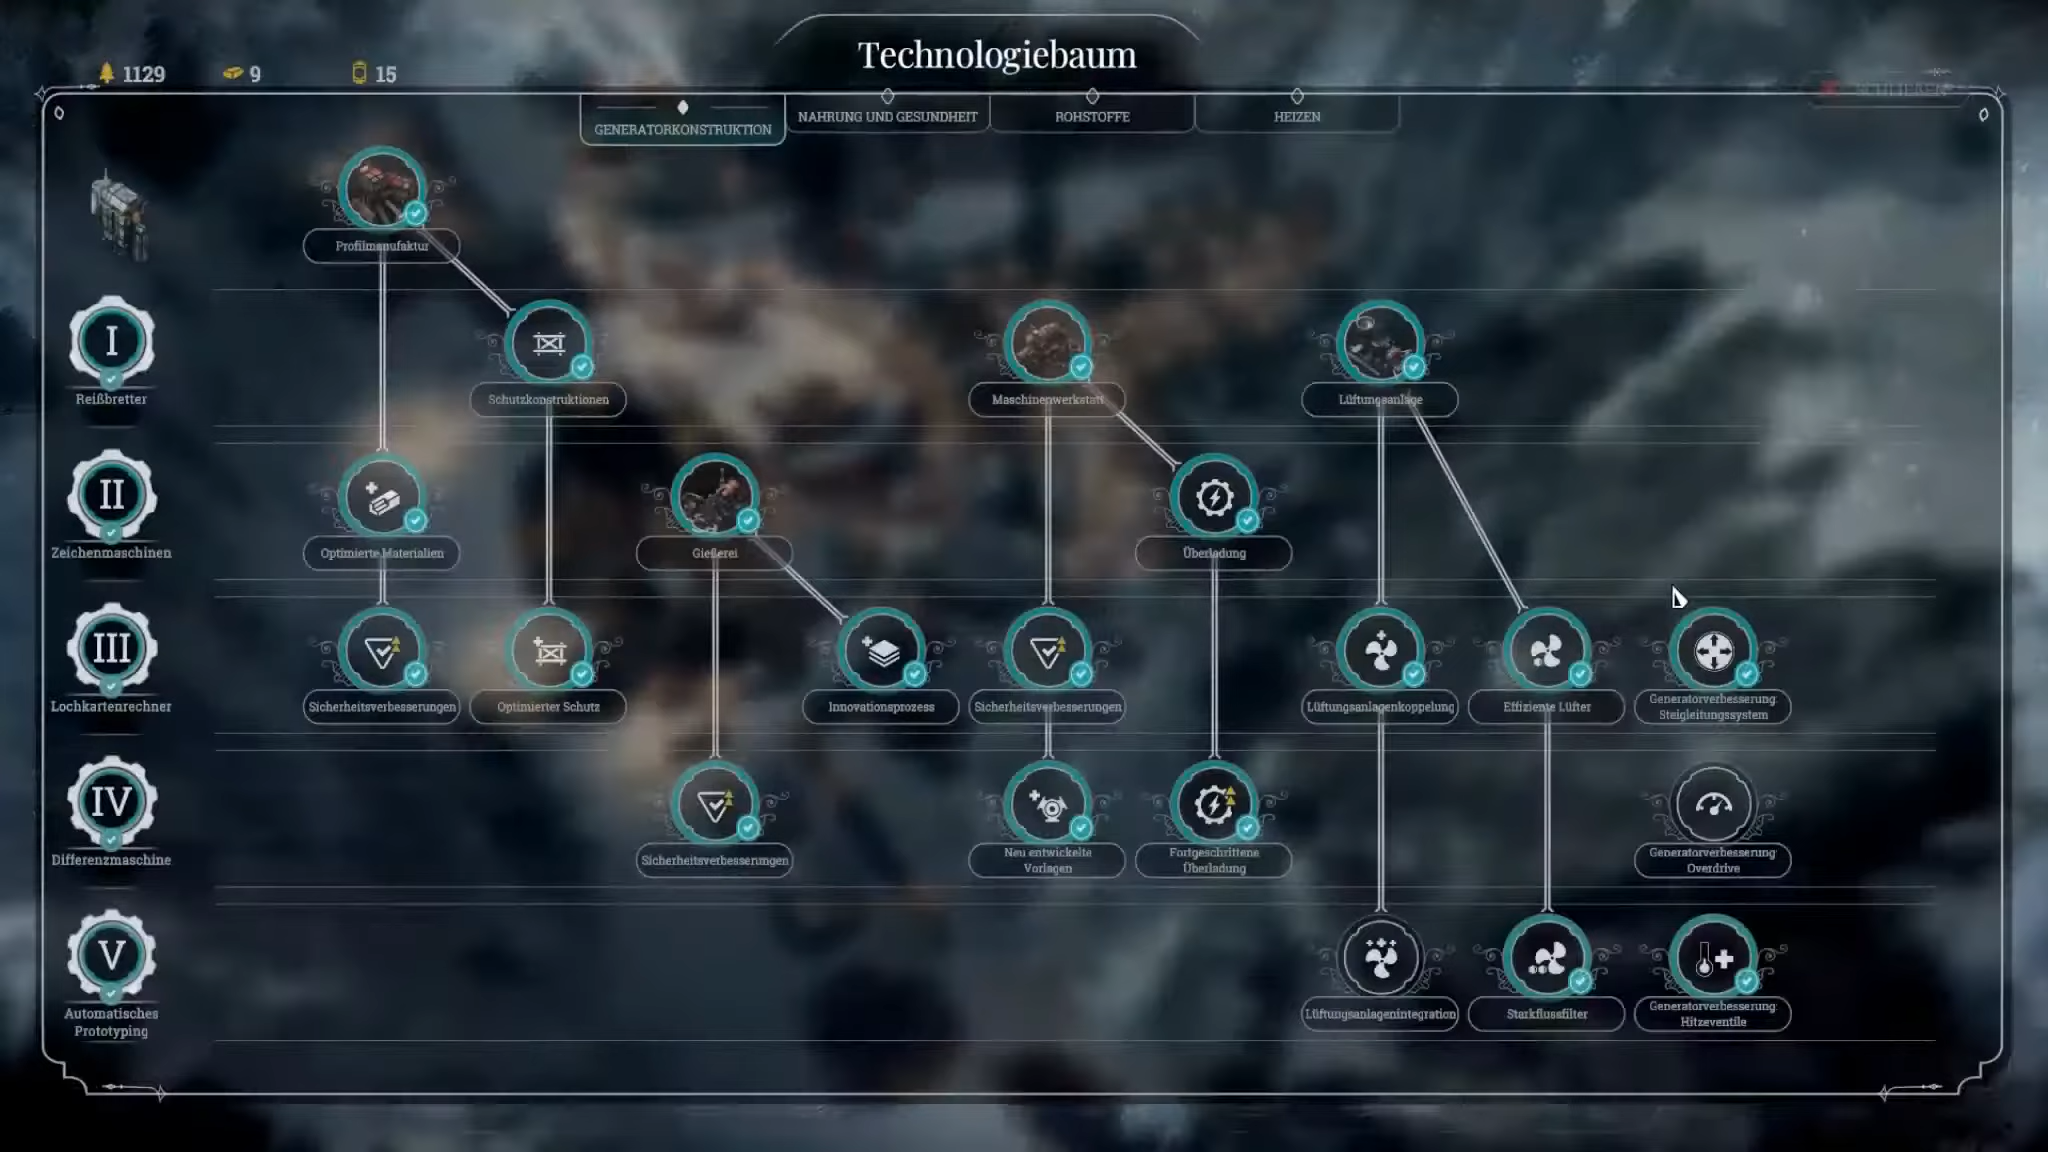 Technologiebaum
1129
9
15
SCHLIEßEN
GENERATORKONSTRUKTION
NAHRUNG UND GESUNDHEIT
ROHSTOFFE
HEIZEN
Profilmanufaktur
I
Reißbretter
Schutzkonstruktionen
Maschinenwerkstatt
Lüftungsanlage
II
Zeichenmaschinen
Optimierte Materialien
Gießerei
Überladung
III
Lochkartenrechner
Sicherheitsverbesserungen
Optimierter Schutz
Innovationsprozess
Sicherheitsverbesserungen
Lüftungsanlagenkoppelung
Effiziente Lüfter
Generatorverbesserung:
Steigleitungssystem
IV
Differenzmaschine
Sicherheitsverbesserungen
Neu entwickelte
Vorlagen
Fortgeschrittene
Überladung
Generatorverbesserung:
Overdrive
V
Automatisches
Prototyping
Lüftungsanlagenintegration
Starkflussfilter
Generatorverbesserung:
Hitzeventile